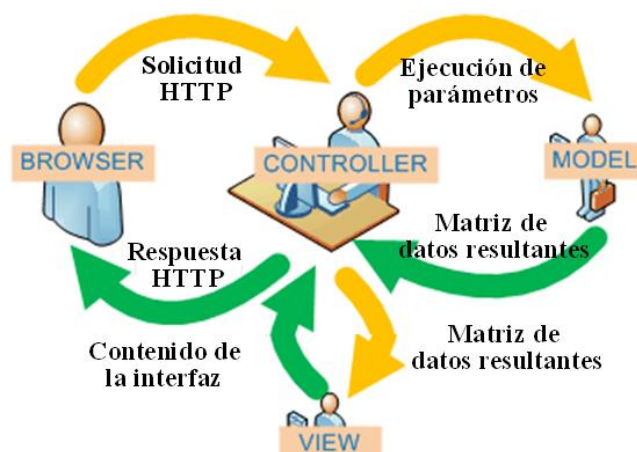 Solicitud
HTTP
Ejecución de
parámetros
BROWSER
CONTROLLER
MODEL
Respuesta
HTTP
Matriz de
datos resultantes
Contenido de
la interfaz
Matriz de
datos resultantes
VIEW